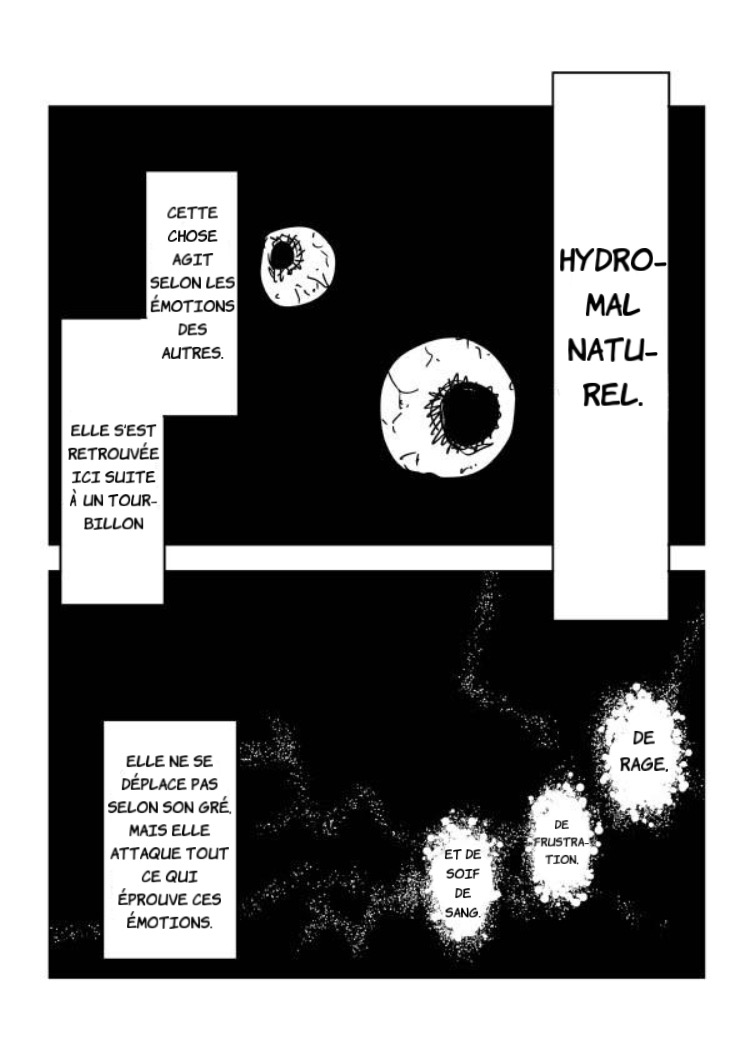 HYDRO-
MAL
NATU-
REL.
CETTE
CHOSE
AGIT
SELON LES
ÉMOTIONS
DES
AUTRES.
ELLE S'EST
RETROUVÉE
ICI SUITE
À UN TOUR-
BILLON
DE
RAGE,
DE
FRUSTRA-
TION.
ET DE
SOIF
DE
SANG.
ELLE NE SE
DÉPLACE PAS
SELON SON GRÉ,
MAIS ELLE
ATTAQUE TOUT
CE QUI
ÉPROUVE CES
ÉMOTIONS.